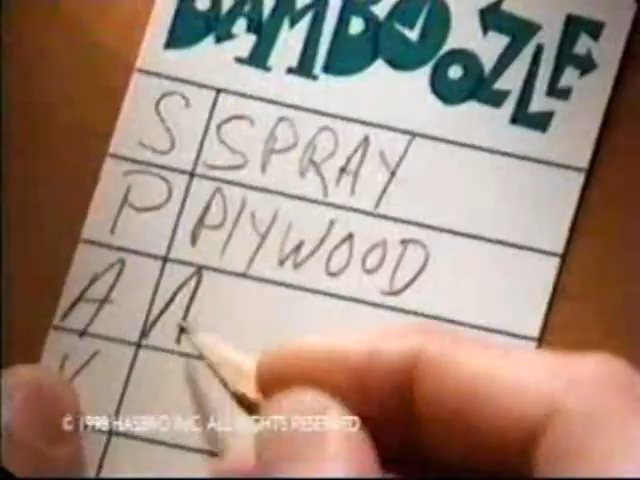 BAMBOOZLE
S SPRAY
P PLYWOOD
A A
© 1998 HASBRO INC. ALL RIGHTS RESERVED